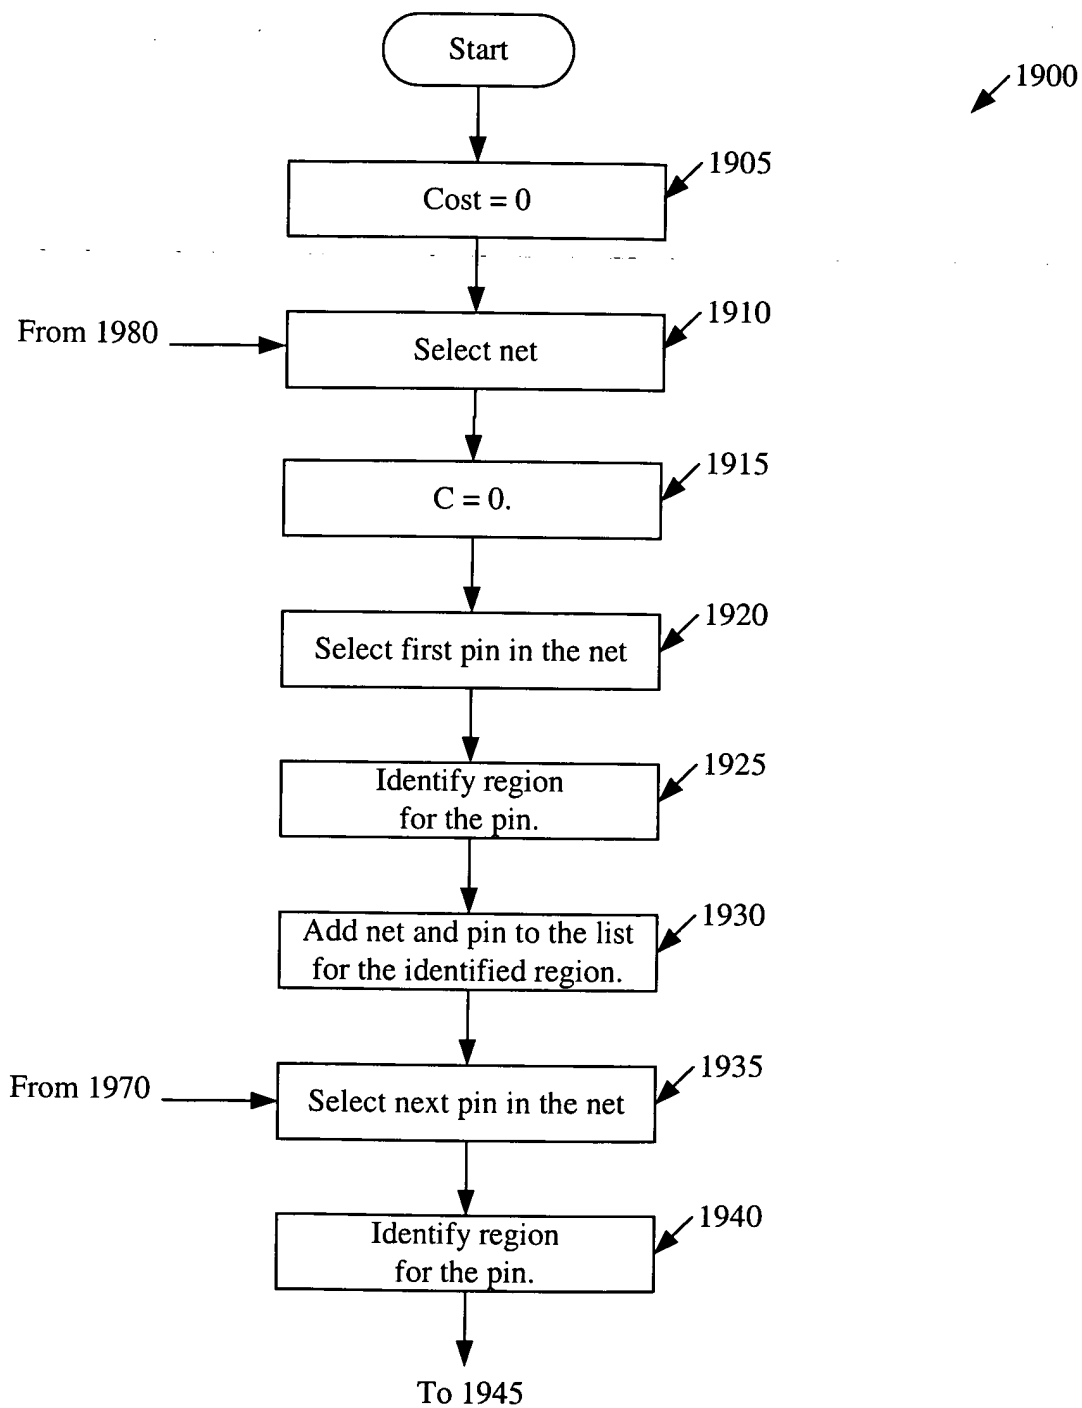 Start
1900
1905
Cost = 0
1910
From 1980
Select net
1915
C = 0.
1920
Select first pin in the net
1925
Identify region
for the pin.
1930
Add net and pin to the list
for the identified region.
1935
From 1970
Select next pin in the net
1940
Identify region
for the pin.
To 1945